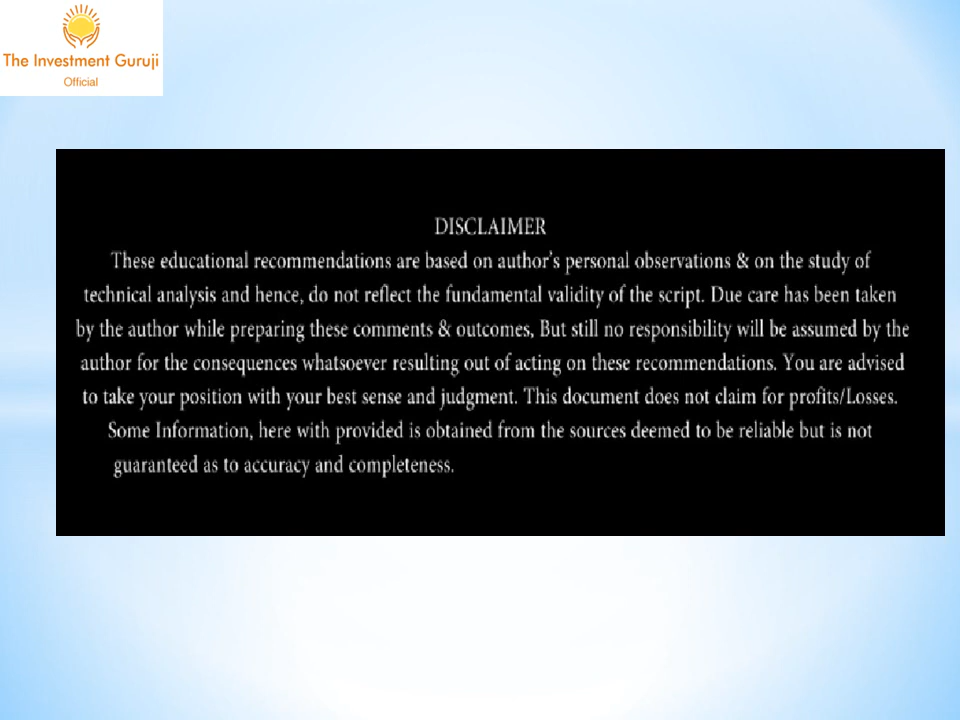 The Investment Guruji
Official
DISCLAIMER
These educational recommendations are based on author's personal observations & on the study of
technical analysis and hence, do not reflect the fundamental validity of the script. Due care has been taken
by the author while preparing these comments & outcomes, But still no responsibility will be assumed by the
author for the consequences whatsoever resulting out of acting on these recommendations. You are advised
to take your position with your best sense and judgment. This document does not claim for profits/Losses.
Some Information, here with provided is obtained from the sources deemed to be reliable but is not
guaranteed as to accuracy and completeness.